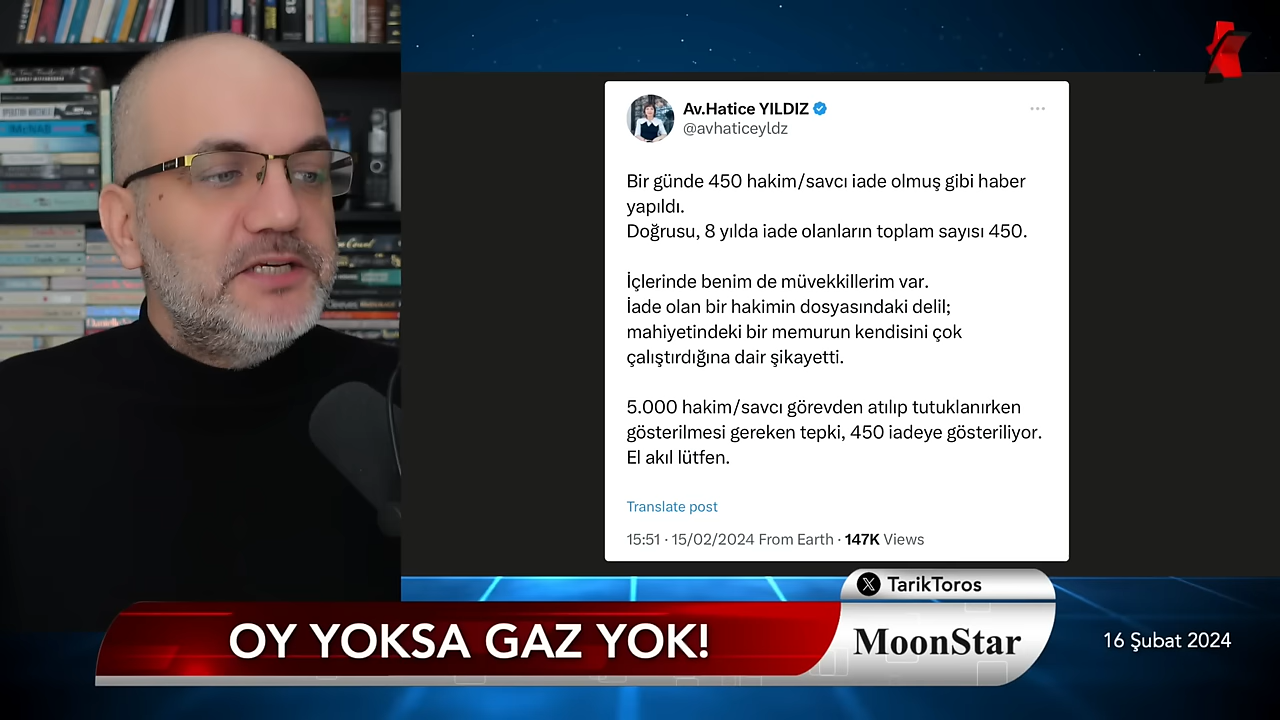 Av.Hatice YILDIZ
@avhaticeyldz
Bir günde 450 hakim/savcı iade olmuş gibi haber
yapıldı.
Doğrusu, 8 yılda iade olanların toplam sayısı 450.
İçlerinde benim de müvekkillerim var.
İade olan bir hakimin dosyasındaki delil;
mahiyetindeki bir memurun kendisini çok
çalıştırdığına dair şikayetti.
5.000 hakim/savcı görevden atılıp tutuklanırken
gösterilmesi gereken tepki, 450 iadeye gösteriliyor.
El akıl lütfen.
Translate post
15:51 · 15/02/2024 From Earth · 147K Views
TarikToros
OY YOKSA GAZ YOK!
MoonStar
16 Şubat 2024